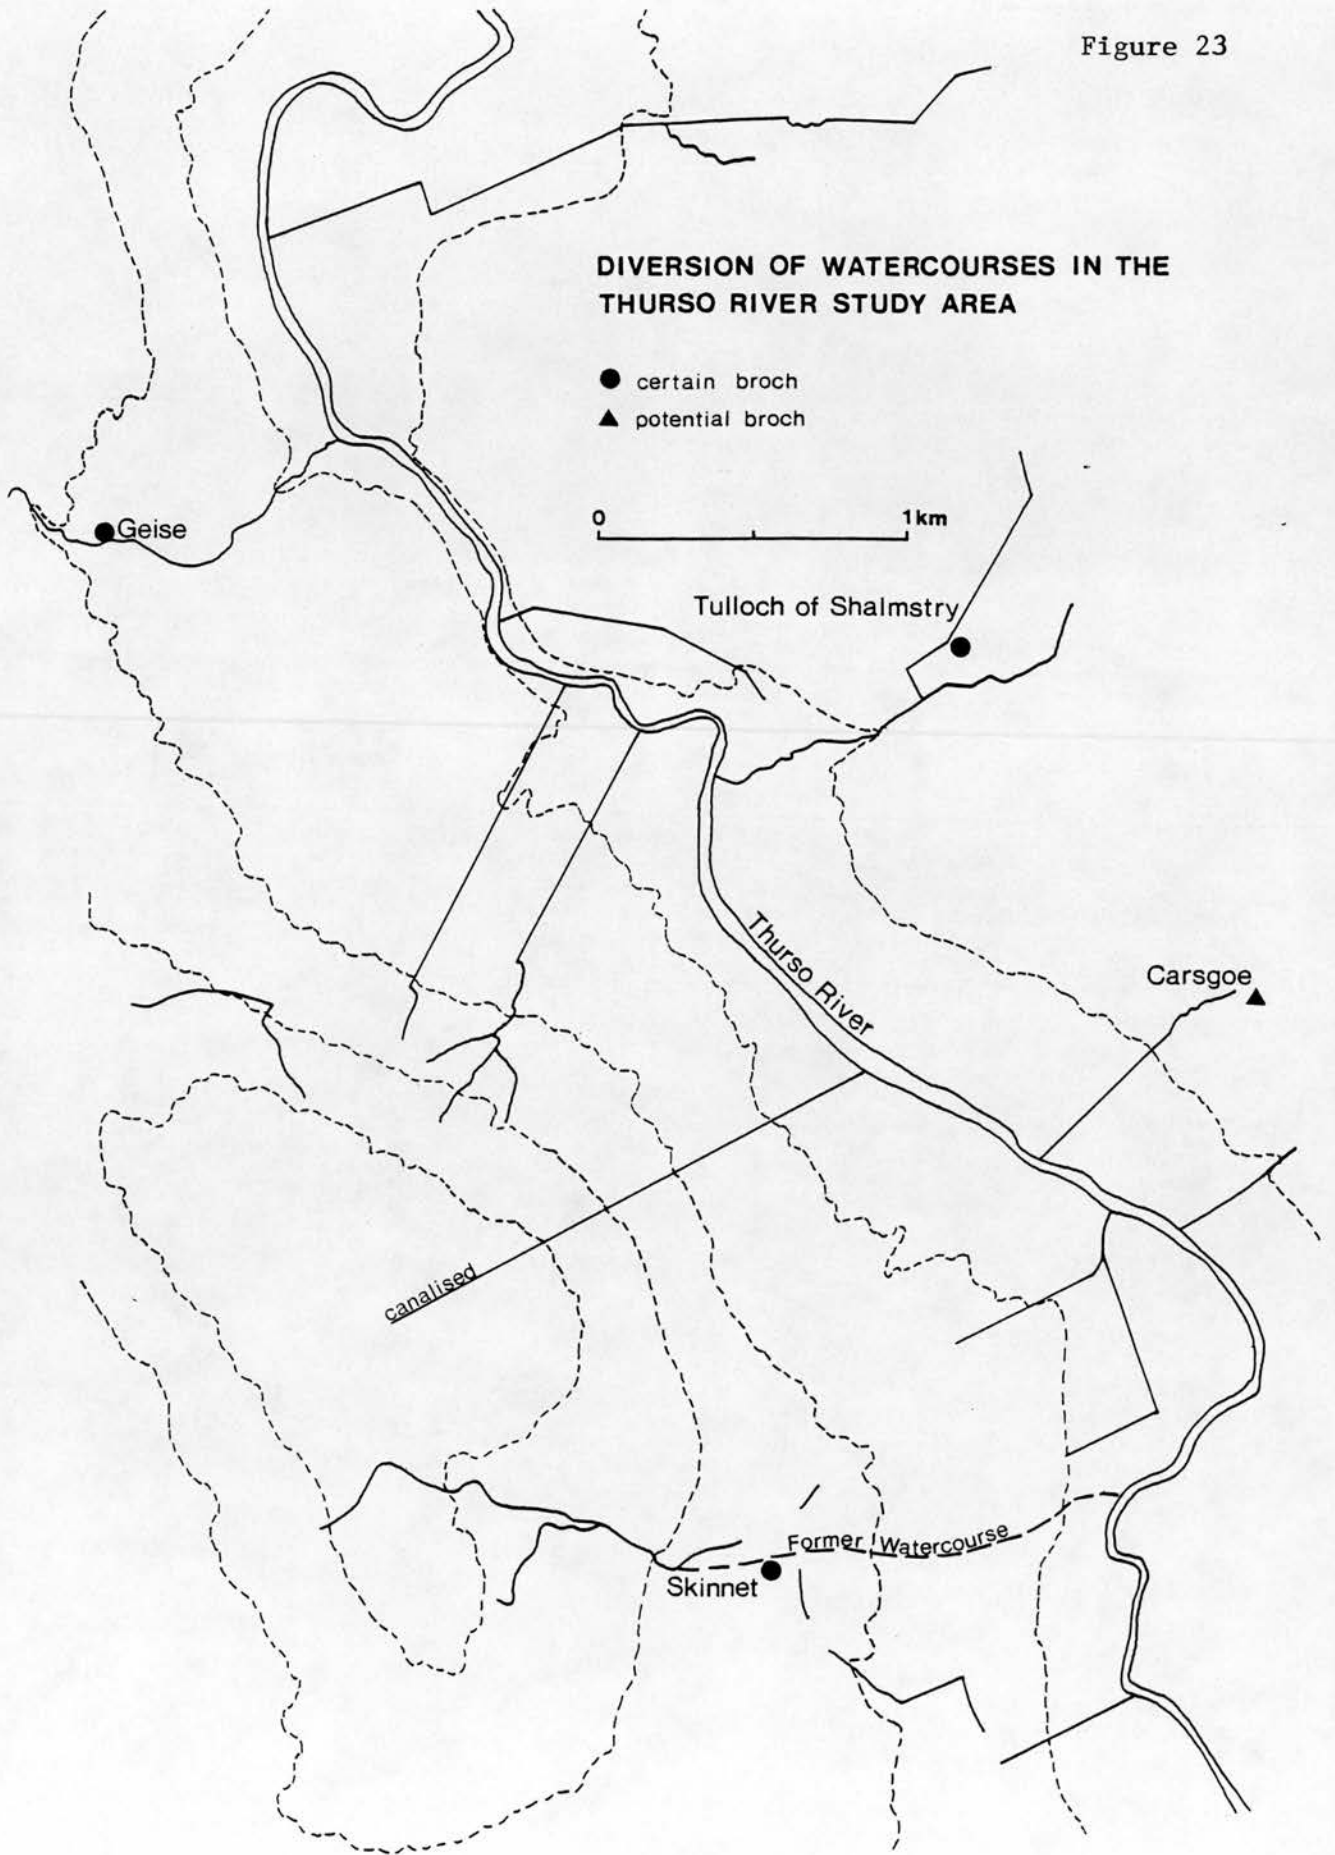 Figure 23
DIVERSION OF WATERCOURSES IN THE
THURSO RIVER STUDY AREA
certain broch
potential broch
0 1km
Geise
Tulloch of Shalmstry
Thurso River
Carsgoe
canalised
Former Watercourse
Skinnet